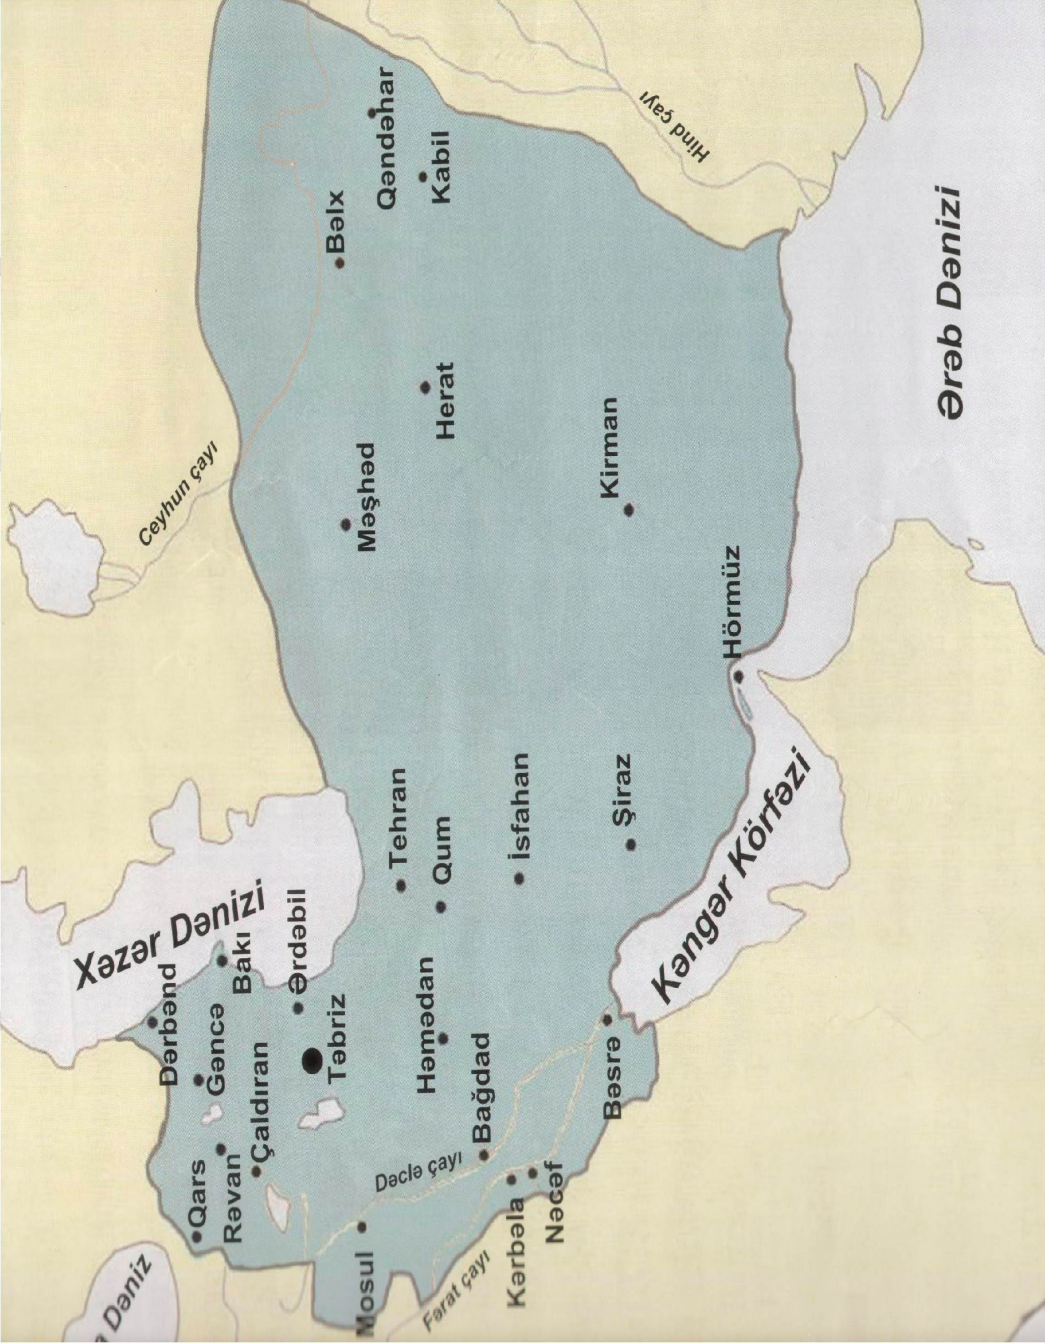 Dəniz
Xəzər Dənizi
Ceyhun çayı
Dərbənd
Qars
Rəvan
Gəncə
Bakı
Çaldıran
Ərdəbil
Təbriz
Mosul
Dəclə çayı
Fərat çayı
Həmədan
Bağdad
Kərbəla
Nəcəf
Bəsrə
Tehran
Qum
İsfahan
Şiraz
Məşhəd
Herat
Bəlx
Qəndəhar
Kabil
Kirman
Hörmüz
Hind çayı
Kəngər Körfəzi
Ərəb Dənizi